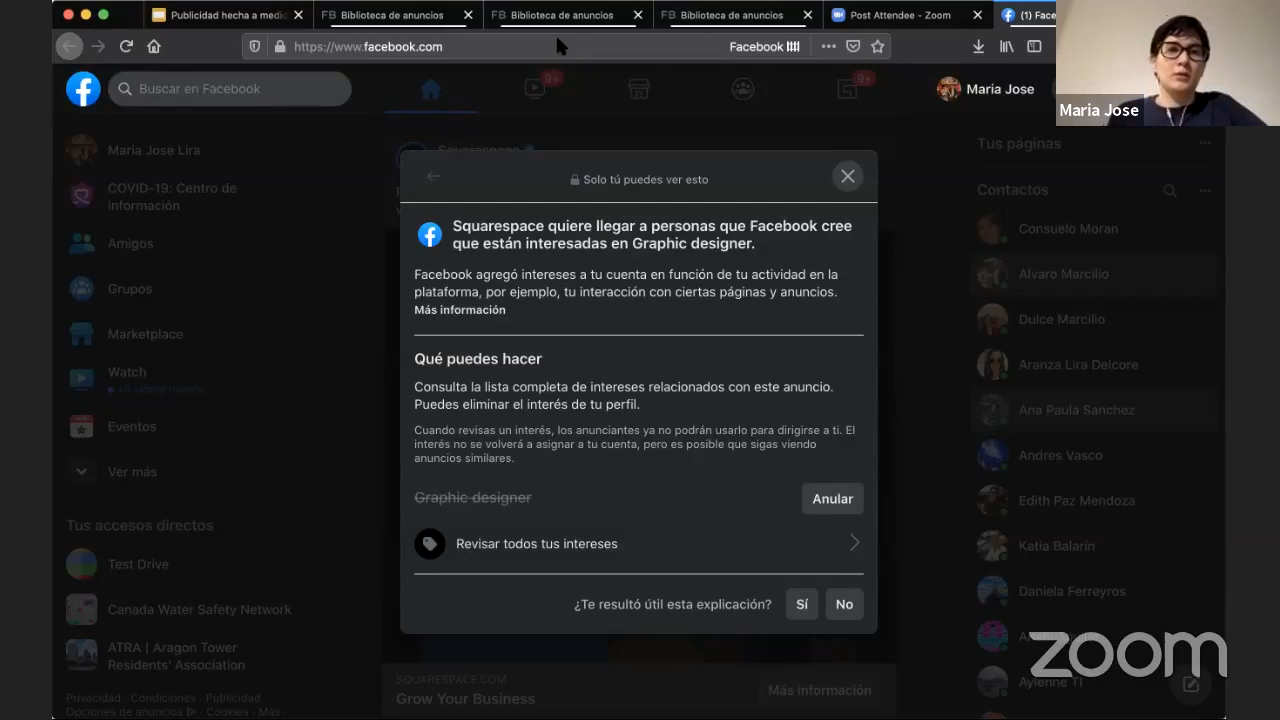 Publicidad hecha a medid
FB Biblioteca de anuncios
FB Biblioteca de anuncios
FB Biblioteca de anuncios
Post Attendee - Zoom
(1) Face
https://www.facebook.com
Facebook
Buscar en Facebook
9+
9+
Maria Jose
Maria Jose
Maria Jose Lira
COVID-19: Centro de
información
Amigos
Grupos
Marketplace
Watch
Eventos
Ver más
Tus accesos directos
Test Drive
Canada Water Safety Network
ATRA | Aragon Tower
Residents' Association
Privacidad · Condiciones · Publicidad ·
Opciones de anuncios · Cookies · Más ·
Squarespace
Solo tú puedes ver esto
Squarespace quiere llegar a personas que Facebook cree
que están interesadas en Graphic designer.
Facebook agregó intereses a tu cuenta en función de tu actividad en la
plataforma, por ejemplo, tu interacción con ciertas páginas y anuncios.
Más información
Qué puedes hacer
Consulta la lista completa de intereses relacionados con este anuncio.
Puedes eliminar el interés de tu perfil.
Cuando revisas un interés, los anunciantes ya no podrán usarlo para dirigirse a ti. El
interés no se volverá a asignar a tu cuenta, pero es posible que sigas viendo
anuncios similares.
Graphic designer
Anular
Revisar todos tus intereses
¿Te resultó útil esta explicación?
Sí
No
SQUARESPACE.COM
Grow Your Business
Más información
Tus páginas
Contactos
Consuelo Moran
Alvaro Marcilio
Dulce Marcilio
Aranza Lira Delcore
Ana Paula Sanchez
Andres Vasco
Edith Paz Mendoza
Katia Balarín
Daniela Ferreyros
Aylenne Ti
zoom